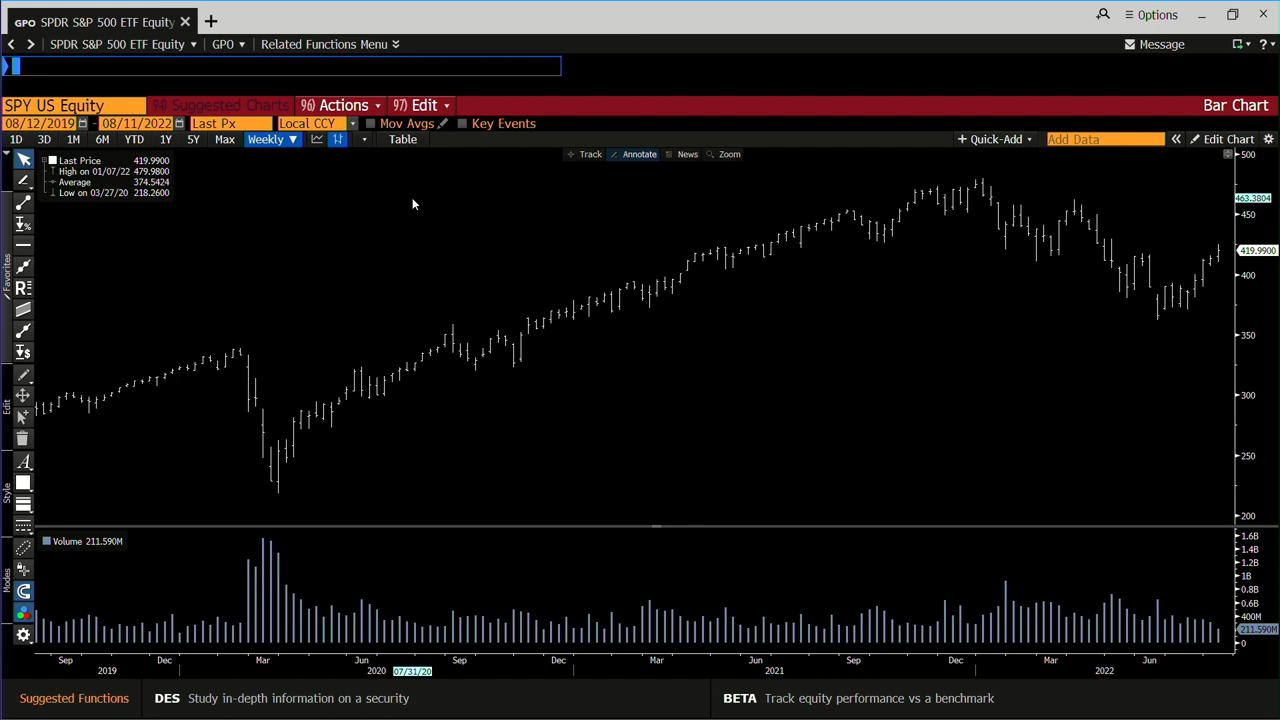 GPO SPDR S&P 500 ETF Equity
Options
SPDR S&P 500 ETF Equity GPO Related Functions Menu
Message
SPY US Equity 94) Suggested Charts 96) Actions 97) Edit Bar Chart
08/12/2019 - 08/11/2022 Last Px Local CCY Mov Avgs Key Events
1D 3D 1M 6M YTD 1Y 5Y Max Weekly ▼ Table + Quick-Add Add Data « Edit Chart
Track Annotate News Zoom
Last Price 419.9900
High on 01/07/22 479.9800
Average 374.5424
Low on 03/27/20 218.2600
500
463.3804
450
419.9900
400
350
300
250
200
Favorites
Edit
Style
Modes
Volume 211.590M
1.6B
1.4B
1.2B
1B
0.8B
0.6B
400M
211.590M
0
Sep Dec Mar Jun Sep Dec Mar Jun Sep Dec Mar Jun
2019 2020 07/31/20 2021 2022
Suggested Functions DES Study in-depth information on a security BETA Track equity performance vs a benchmark